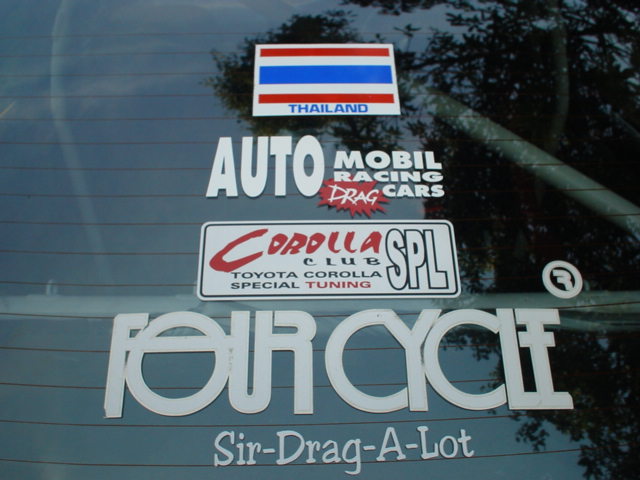 THAILAND
AUTO MOBIL
RACING
DRAG CARS
COROLLA
CLUB
SPL
TOYOTA COROLLA
SPECIAL TUNING
F
FOUR CYCLE
Sir-Drag-A-Lot